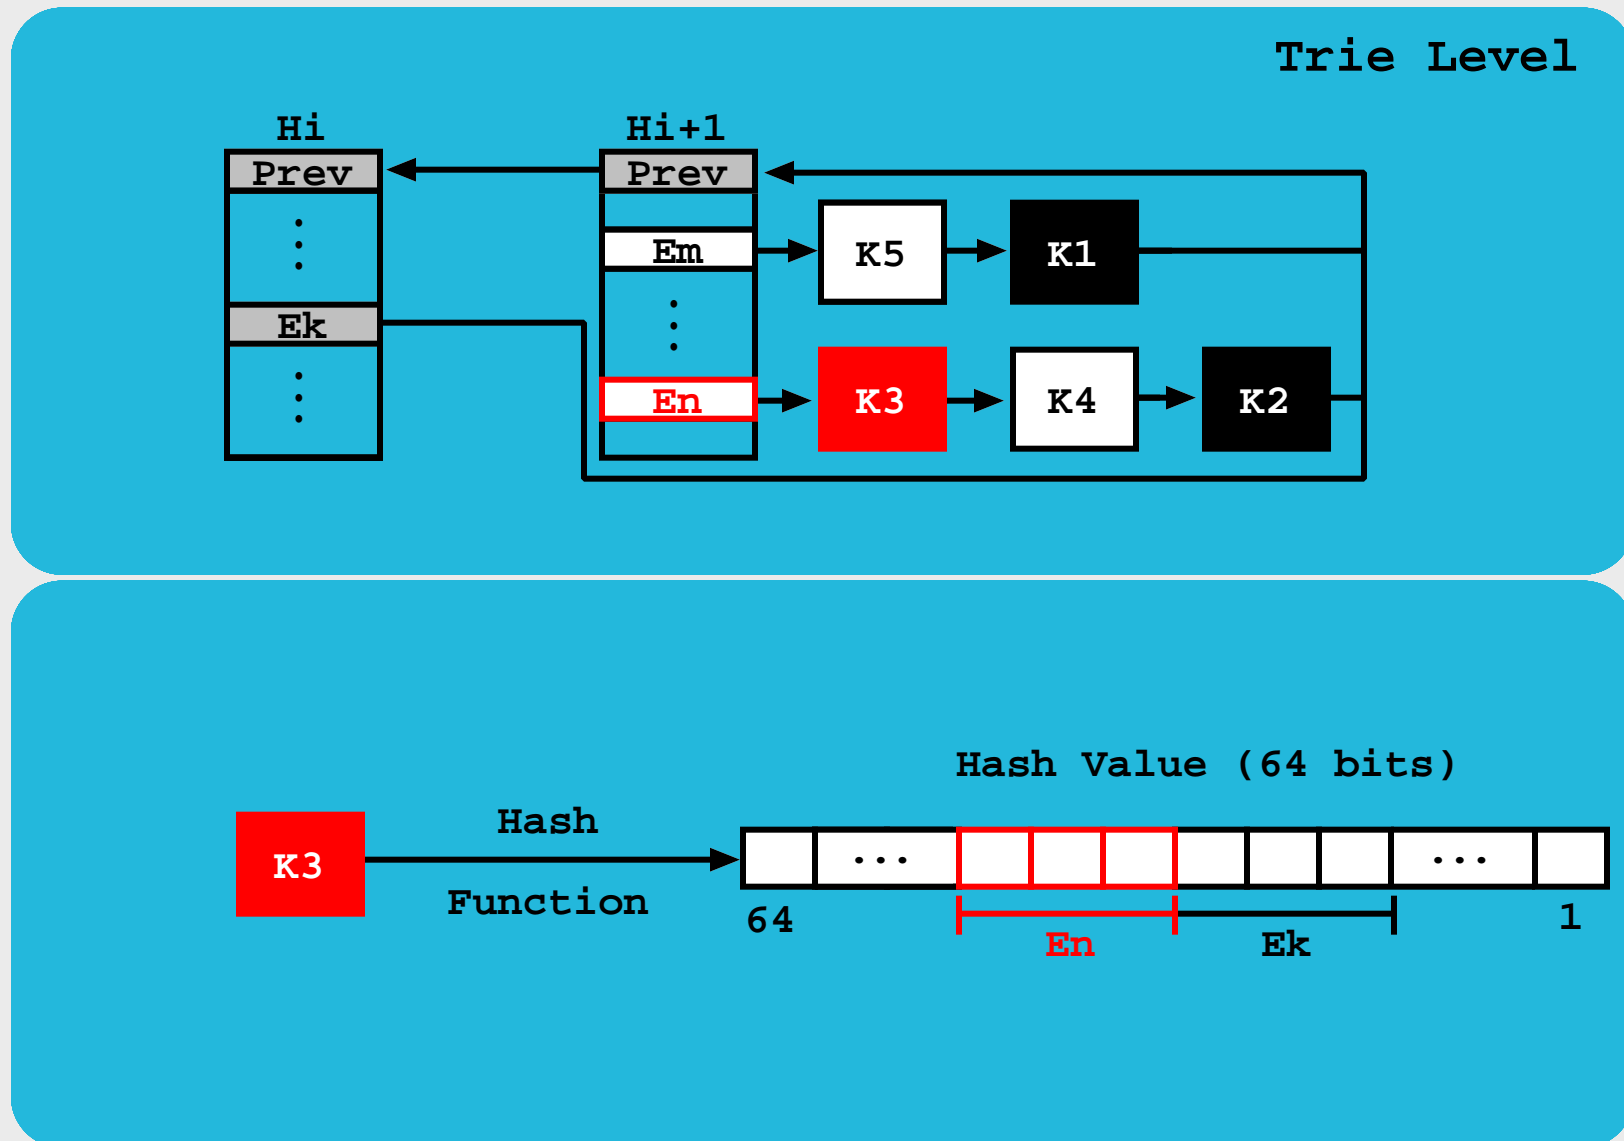 Trie Level
Hi
Hi+1
Prev
Prev
⋮
Em
K5
K1
Ek
⋮
⋮
En
K3
K4
K2
Hash Value (64 bits)
Hash
K3
...
...
Function
64
1
En
Ek